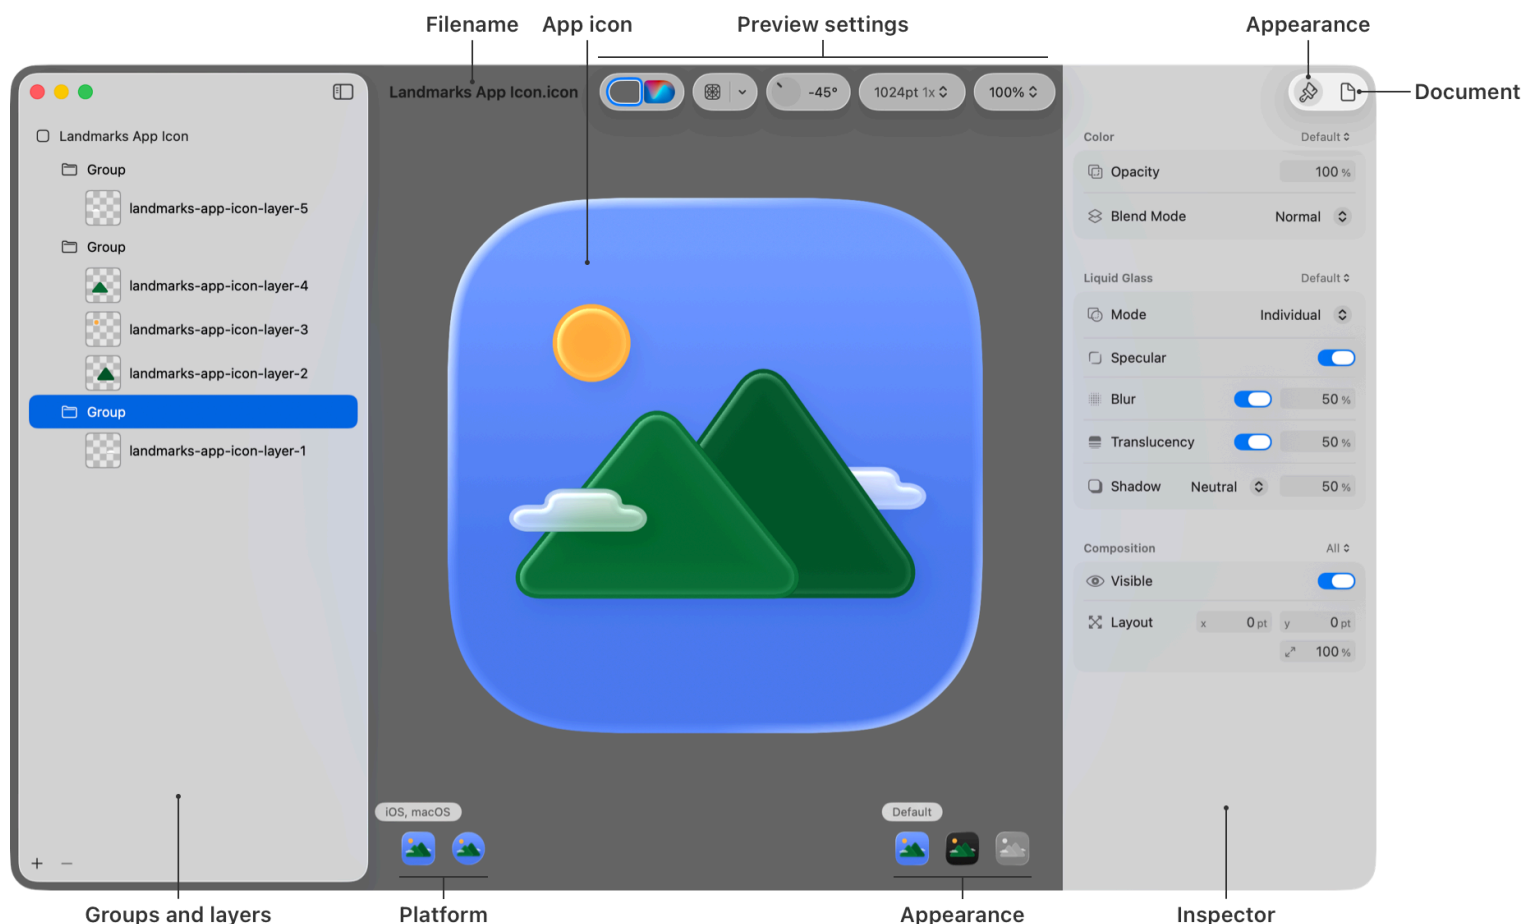 Filename App icon Preview settings Appearance
Landmarks App Icon.icon -45° 1024pt 1x 100% Document
Landmarks App Icon
Group
landmarks-app-icon-layer-5
Group
landmarks-app-icon-layer-4
landmarks-app-icon-layer-3
landmarks-app-icon-layer-2
Group
landmarks-app-icon-layer-1
Color Default
Opacity 100 %
Blend Mode Normal
Liquid Glass Default
Mode Individual
Specular
Blur 50 %
Translucency 50 %
Shadow Neutral 50 %
Composition All
Visible
Layout x 0 pt y 0 pt
100 %
iOS, macOS Default
+ −
Groups and layers Platform Appearance Inspector